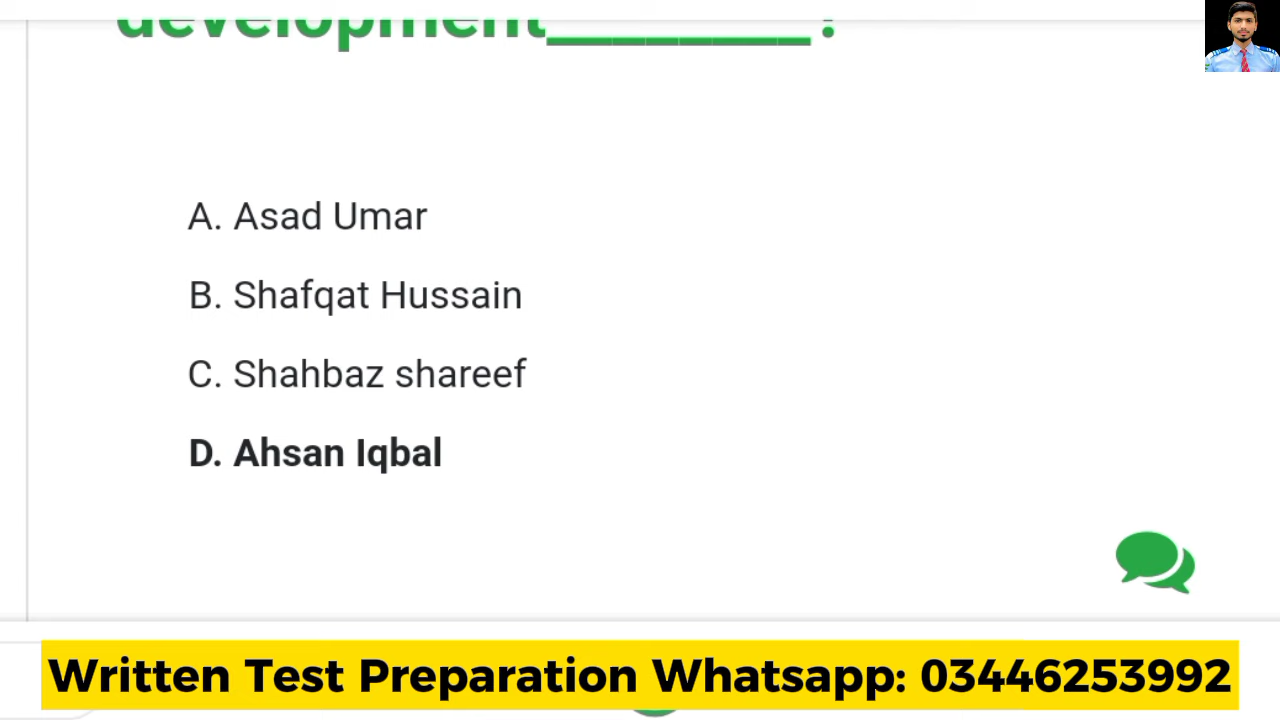 development________?
A. Asad Umar
B. Shafqat Hussain
C. Shahbaz shareef
D. Ahsan Iqbal
Written Test Preparation Whatsapp: 03446253992